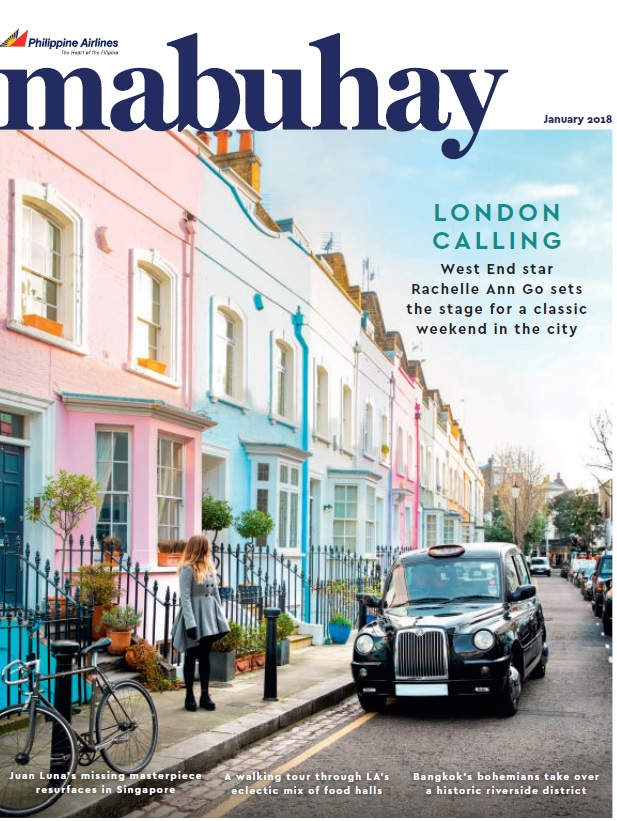 Philippine Airlines
The Heart of the Filipino
mabuhay
January 2018
LONDON
CALLING
West End star
Rachelle Ann Go sets
the stage for a classic
weekend in the city
Juan Luna's missing masterpiece
resurfaces in Singapore
A walking tour through LA's
eclectic mix of food halls
Bangkok's bohemians take over
a historic riverside district